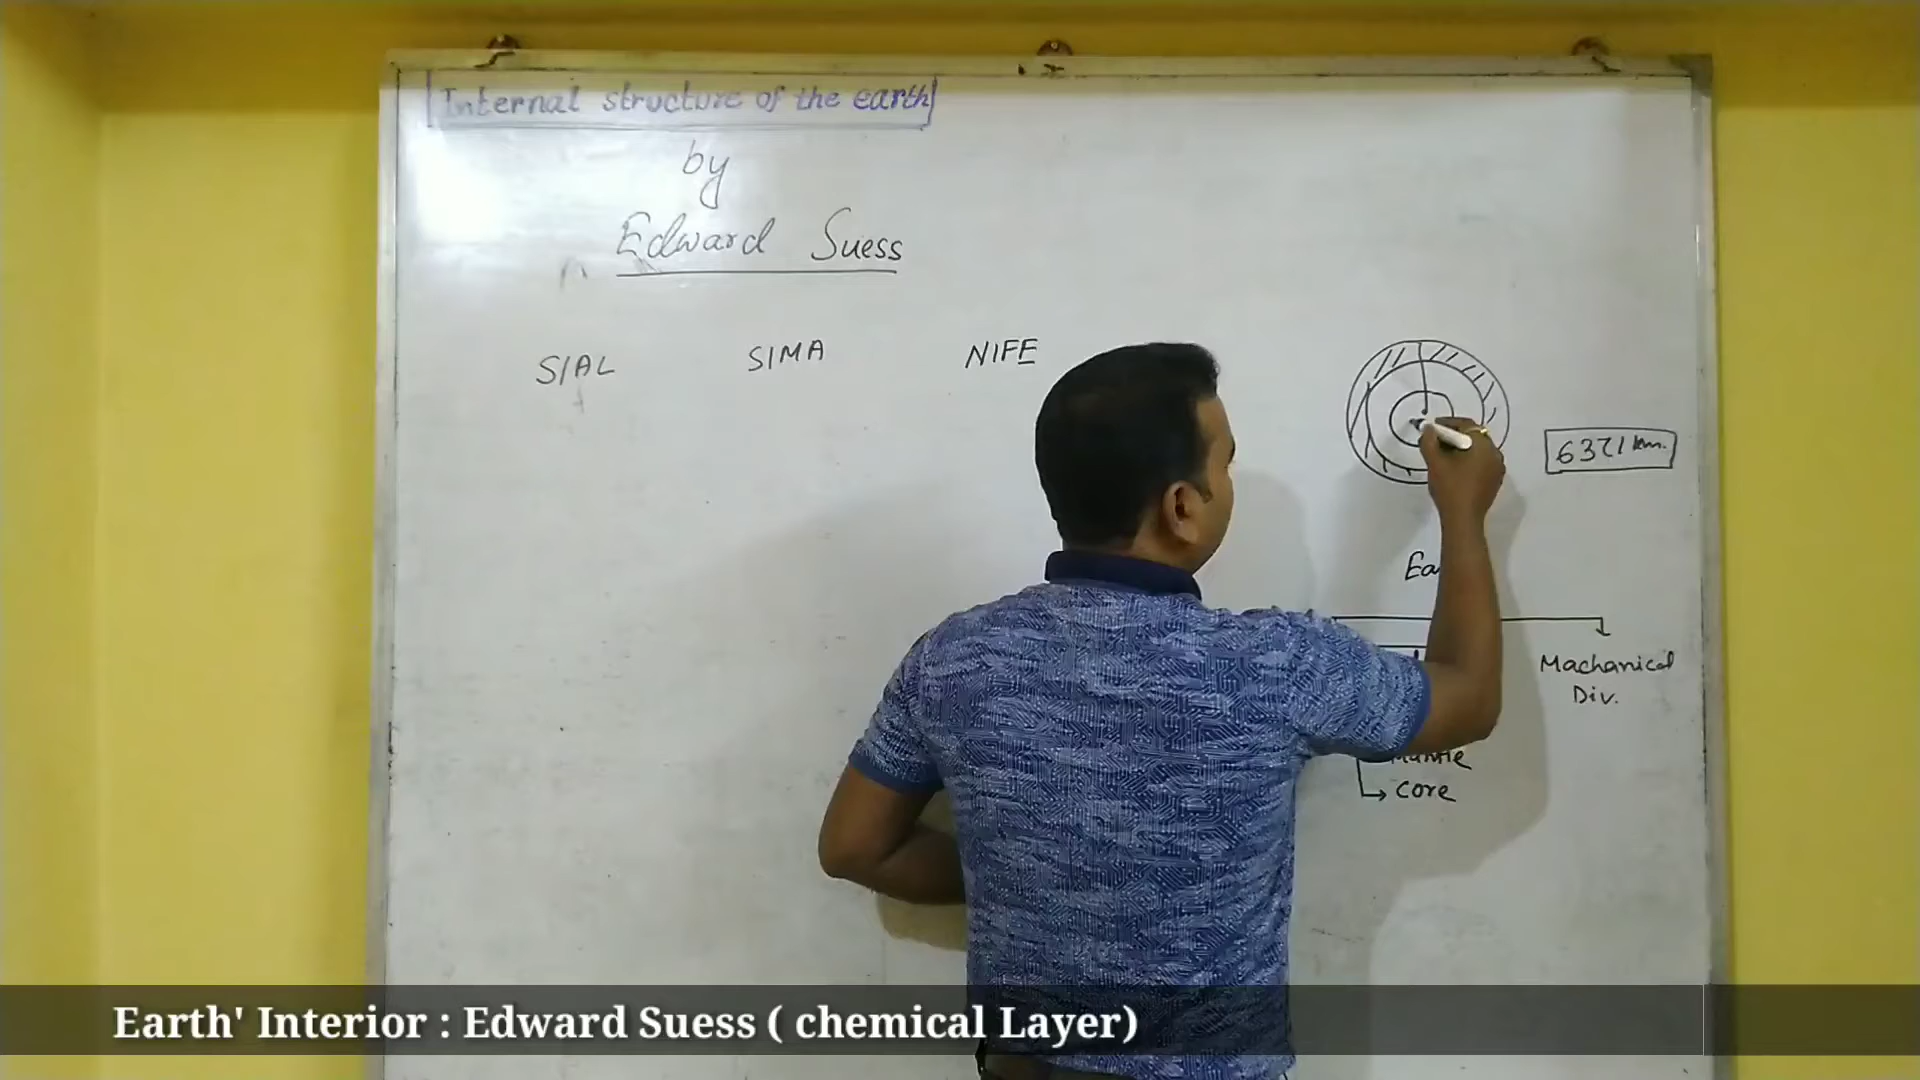 Internal structure of the earth
by
Edward Suess
SIAL SIMA NIFE
6371 km.
Machanical
Div.
Mantle
Core
Earth' Interior : Edward Suess ( chemical Layer)